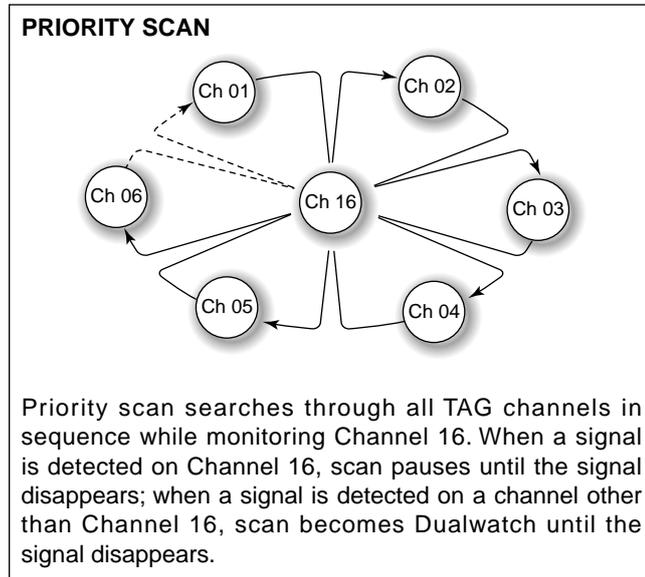 PRIORITY SCAN
Ch 01
Ch 02
Ch 06
Ch 16
Ch 03
Ch 05
Ch 04
Priority scan searches through all TAG channels in
sequence while monitoring Channel 16. When a signal
is detected on Channel 16, scan pauses until the signal
disappears; when a signal is detected on a channel other
than Channel 16, scan becomes Dualwatch until the
signal disappears.